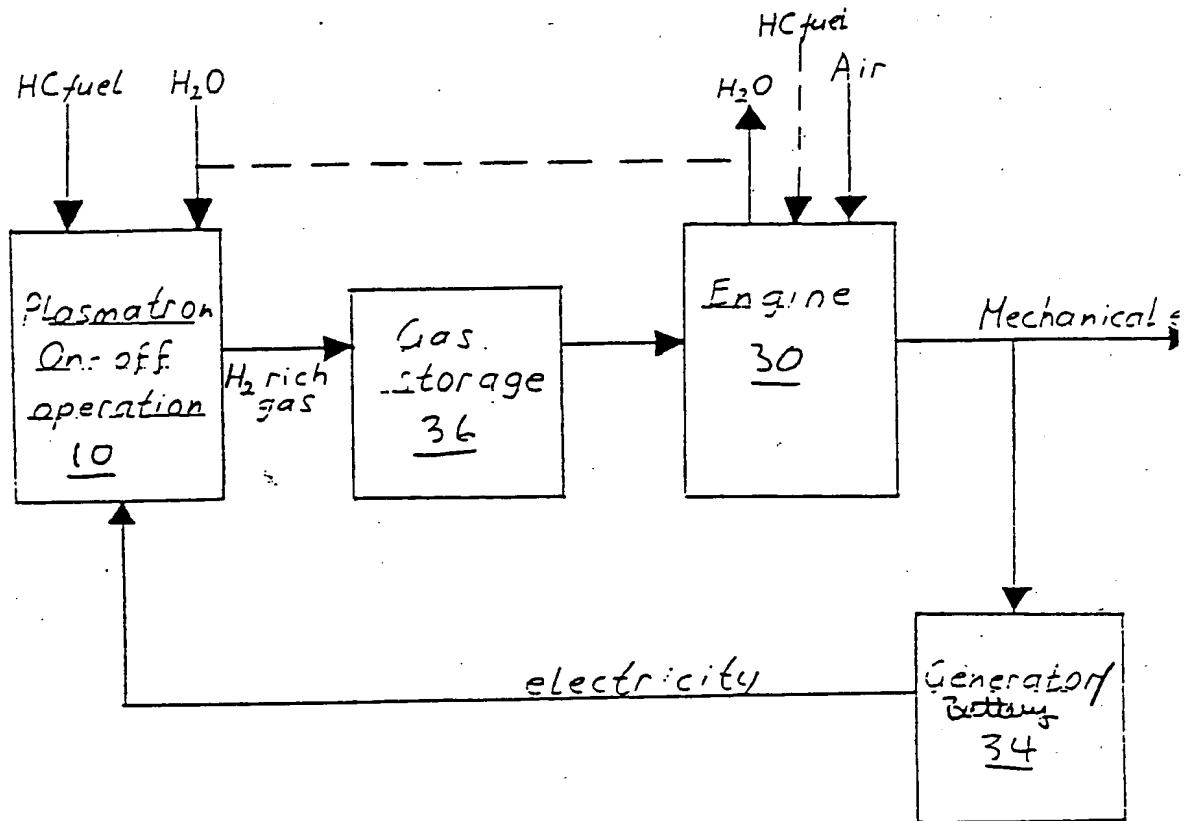 HC fuel
H₂O
HC fuel
Air
H₂O
Plasmatron
On-off
operation
10
H₂ rich
gas
Gas
storage
36
Engine
30
Mechanical
electricity
Generator/
Battery
34